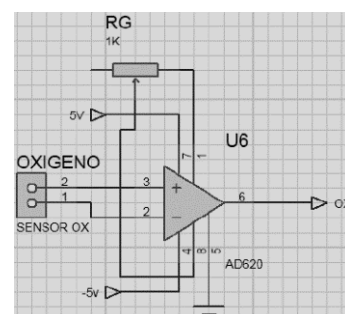 RG
1K
5V
7 1
U6
OXIGENO
2 3 +
1 2 −
6
SENSOR OX
4 8 5
AD620
-5v